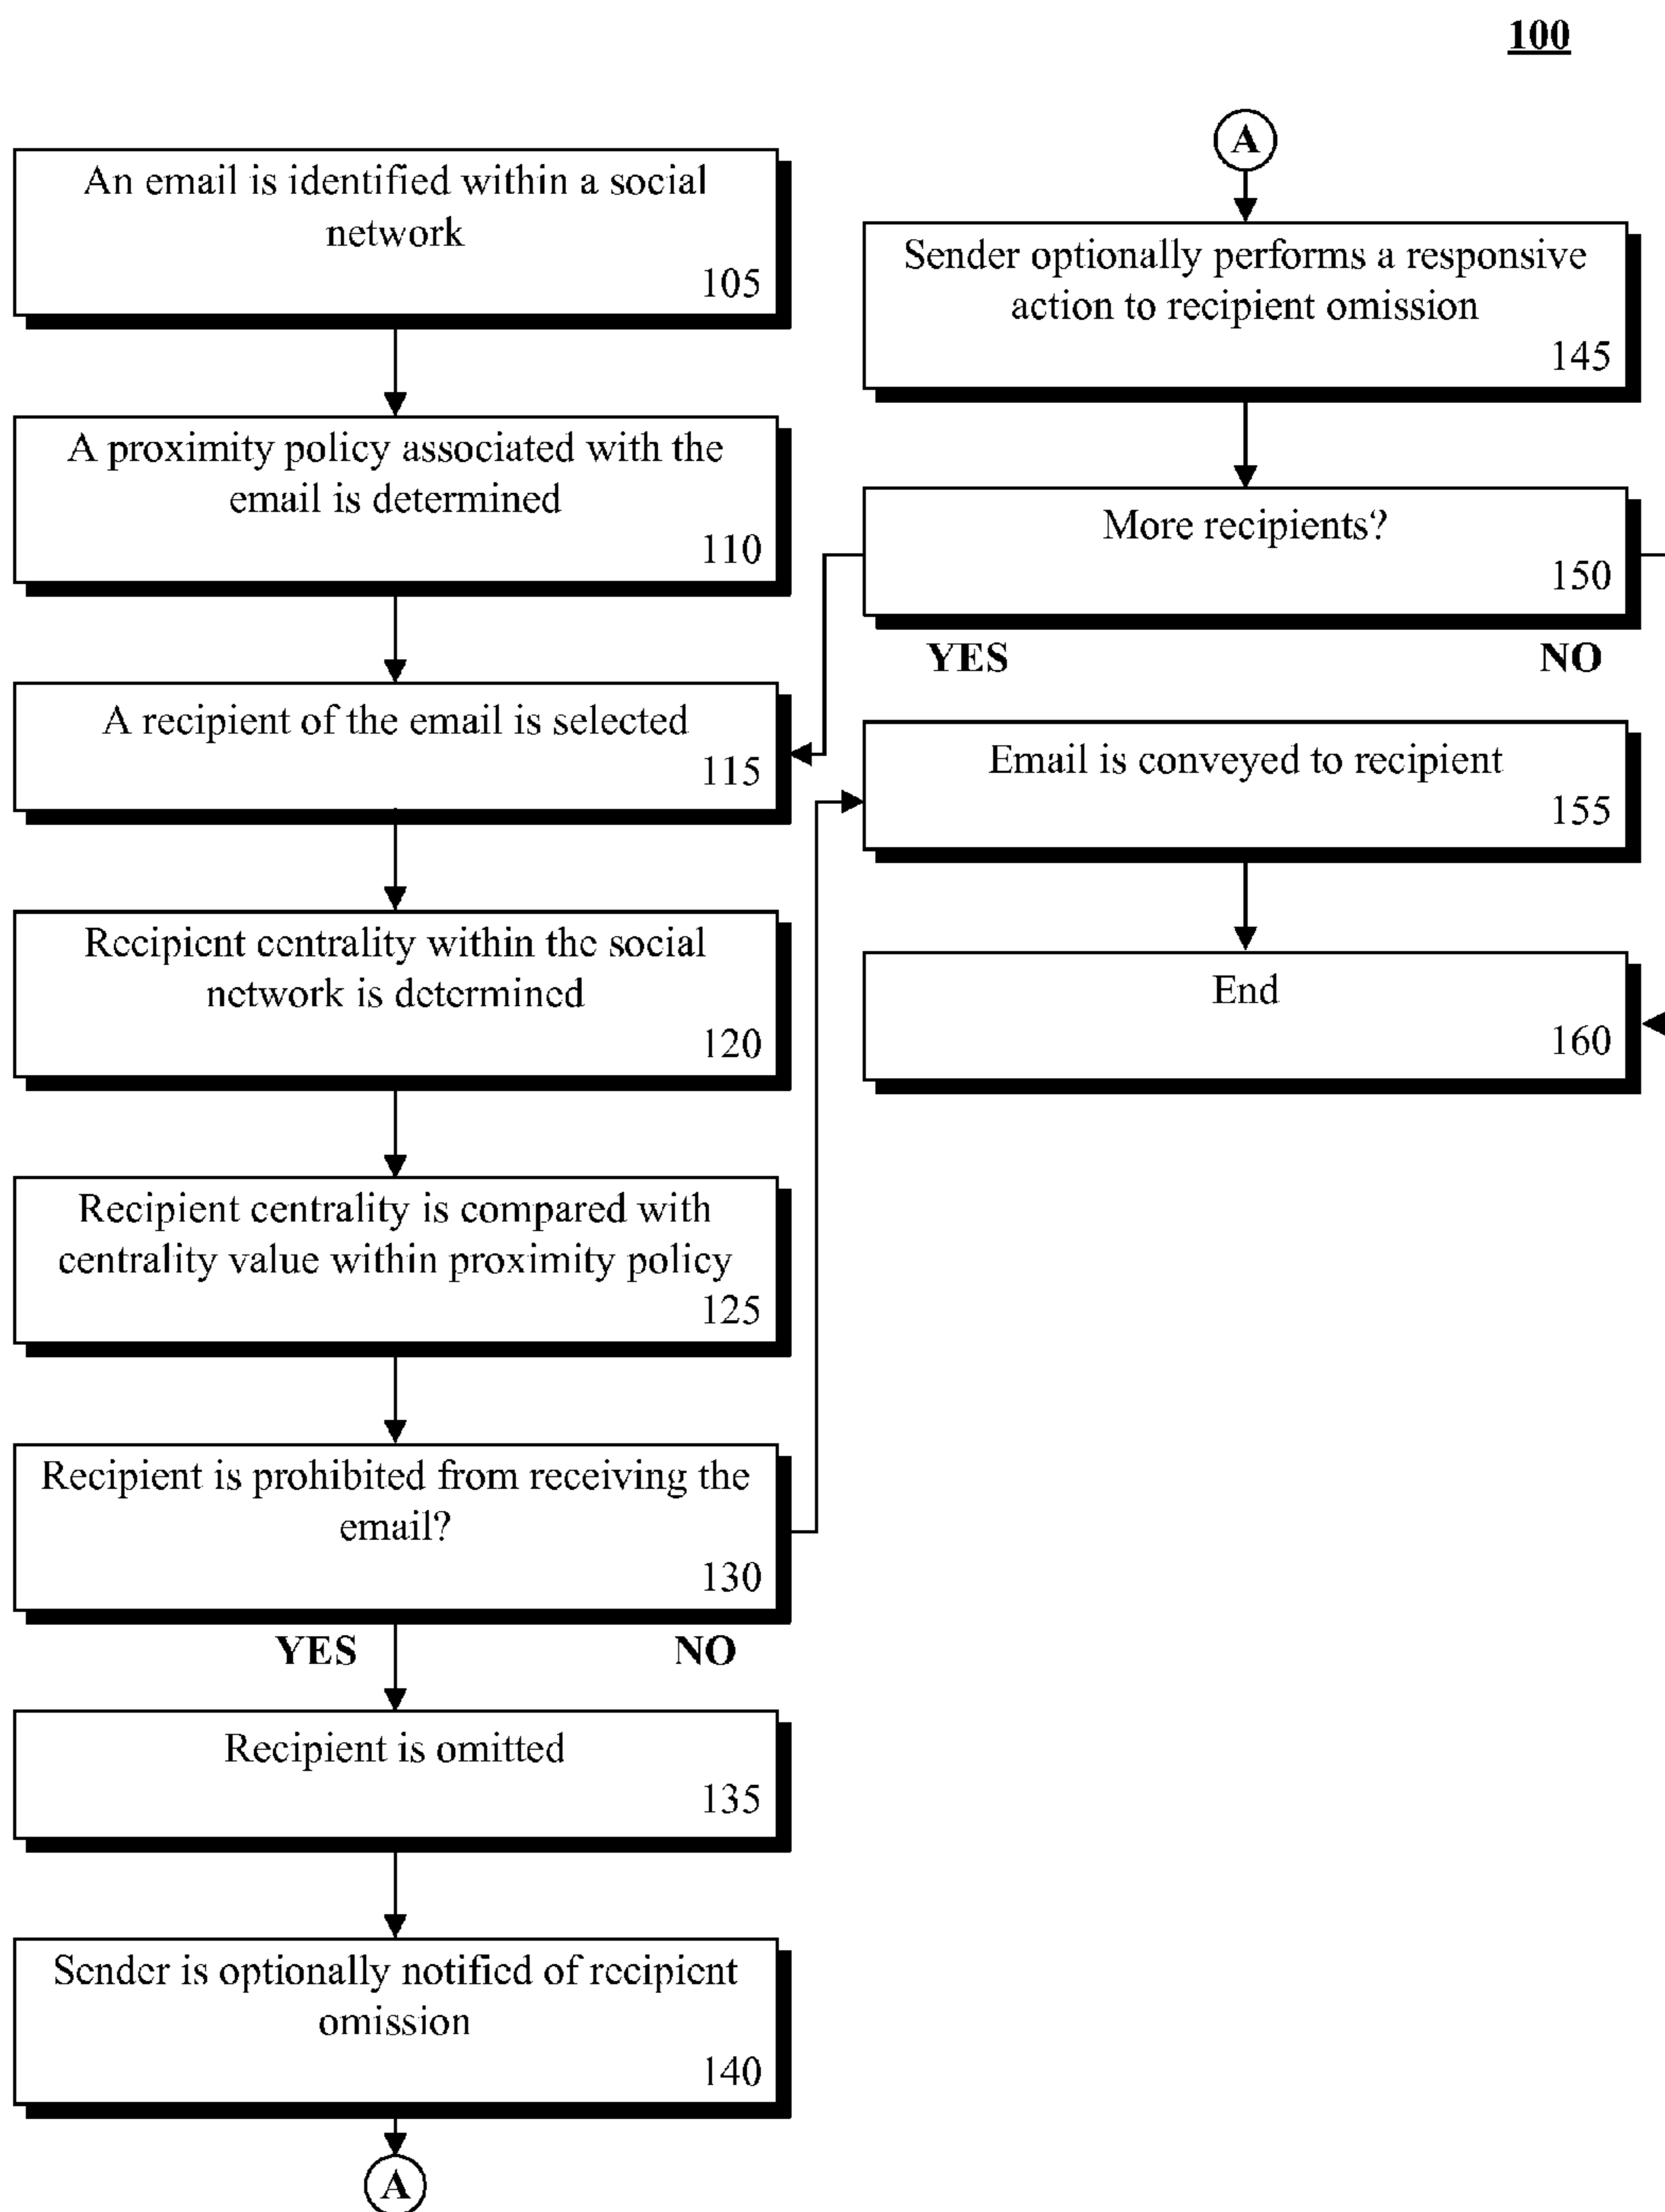 100
An email is identified within a social
network
105
A proximity policy associated with the
email is determined
110
A recipient of the email is selected
115
Recipient centrality within the social
network is determined
120
Recipient centrality is compared with
centrality value within proximity policy
125
Recipient is prohibited from receiving the
email?
130
YES
NO
Recipient is omitted
135
Sender is optionally notified of recipient
omission
140
A
A
Sender optionally performs a responsive
action to recipient omission
145
More recipients?
150
YES
NO
Email is conveyed to recipient
155
End
160